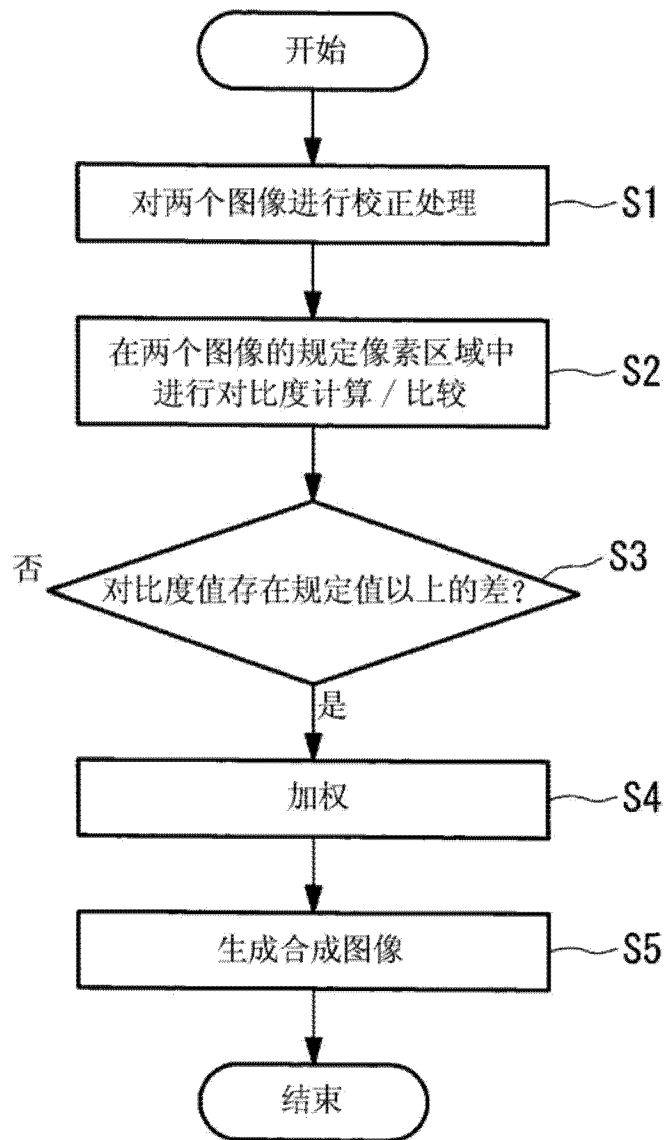 开始
对两个图像进行校正处理
S1
在两个图像的规定像素区域中
进行对比度计算/比较
S2
否
对比度值存在规定值以上的差?
S3
是
加权
S4
生成合成图像
S5
结束